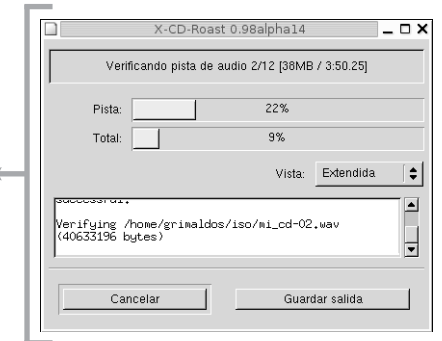 X-CD-Roast 0.98alpha14
Verificando pista de audio 2/12 [38MB / 3:50.25]
Pista: 22%
Total: 9%
Vista: Extendida
successful.
Verifying /home/grimaldos/iso/mi_cd-02.wav
(40633196 bytes)
Cancelar Guardar salida